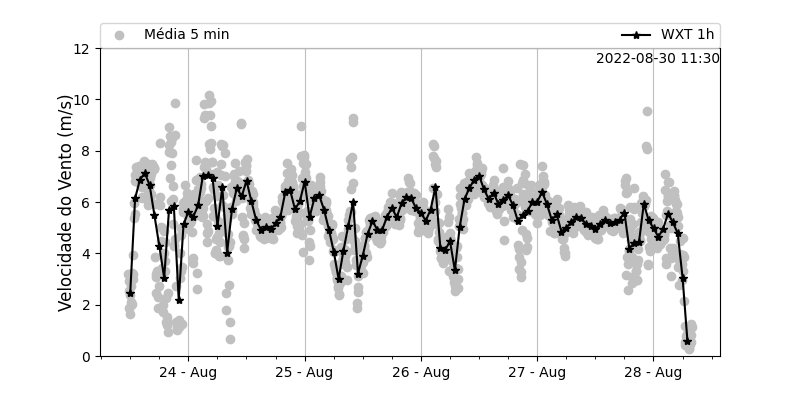 Média 5 min
WXT 1h
2022-08-30 11:30
Velocidade do Vento (m/s)
12
10
8
6
4
2
0
24 - Aug
25 - Aug
26 - Aug
27 - Aug
28 - Aug